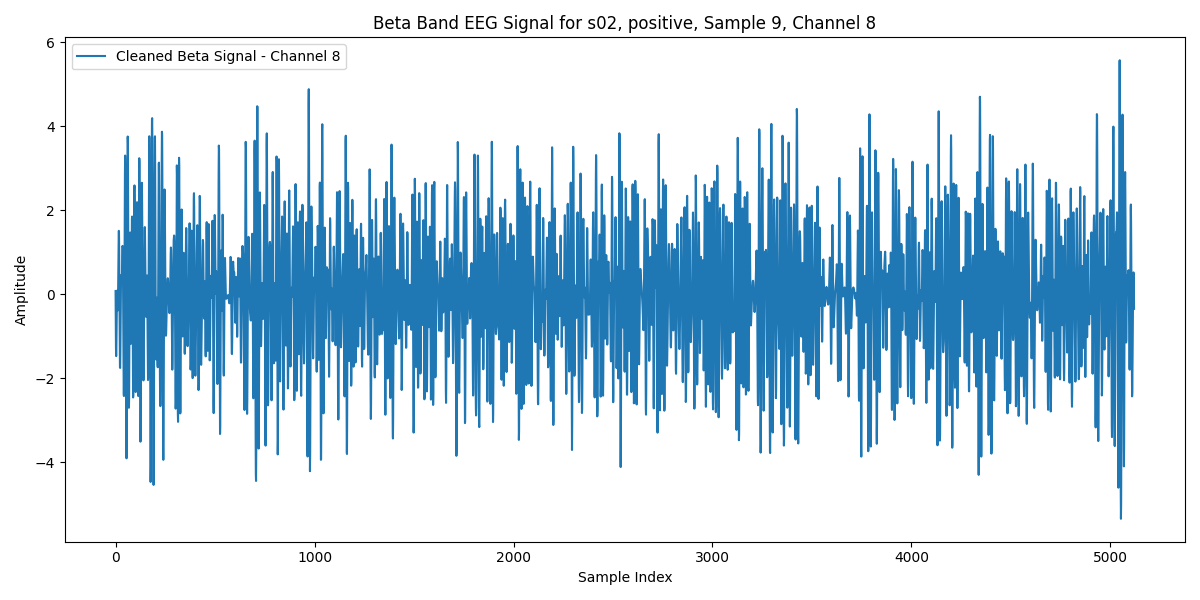 Beta Band EEG Signal for s02, positive, Sample 9, Channel 8
Cleaned Beta Signal - Channel 8
6
4
2
0
−2
−4
Amplitude
0 1000 2000 3000 4000 5000
Sample Index